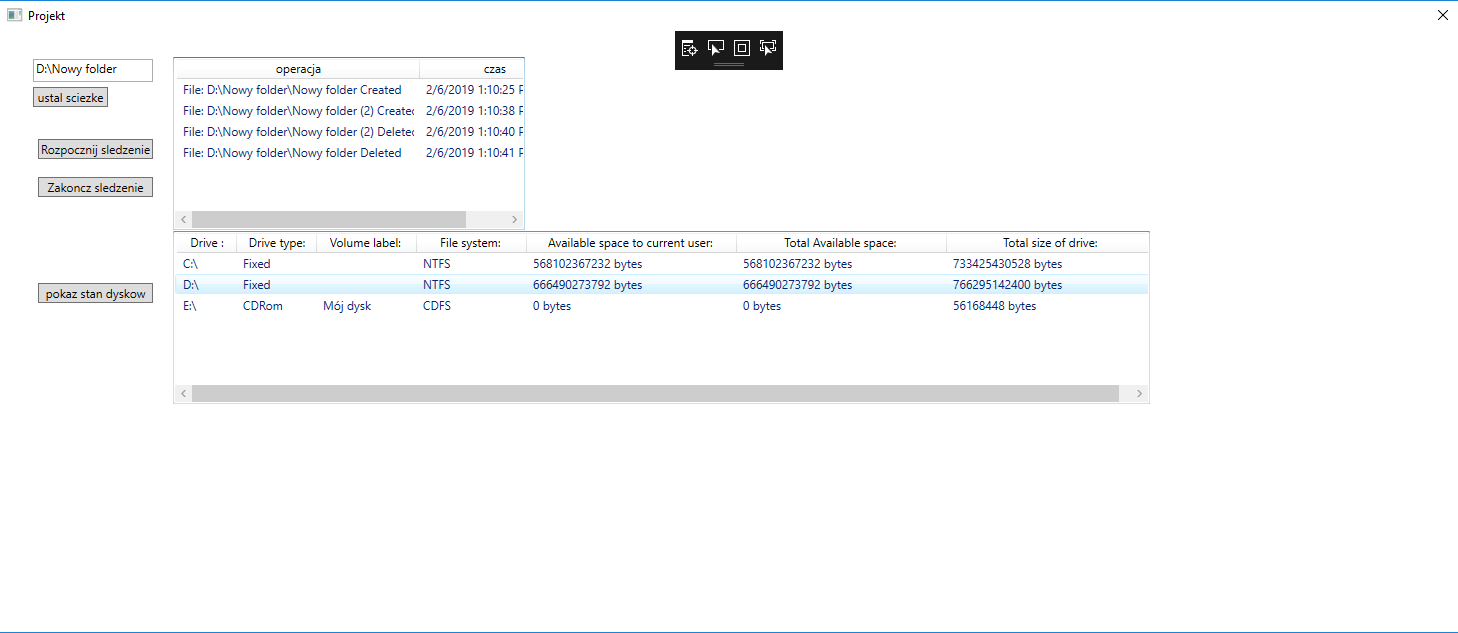 Projekt
D:\Nowy folder
ustal sciezke
Rozpocznij sledzenie
Zakoncz sledzenie
operacja czas
File: D:\Nowy folder\Nowy folder Created 2/6/2019 1:10:25 P
File: D:\Nowy folder\Nowy folder (2) Created 2/6/2019 1:10:38 P
File: D:\Nowy folder\Nowy folder (2) Deleted 2/6/2019 1:10:40 P
File: D:\Nowy folder\Nowy folder Deleted 2/6/2019 1:10:41 P
pokaz stan dyskow
Drive : Drive type: Volume label: File system: Available space to current user: Total Available space: Total size of drive:
C:\ Fixed NTFS 568102367232 bytes 568102367232 bytes 733425430528 bytes
D:\ Fixed NTFS 666490273792 bytes 666490273792 bytes 766295142400 bytes
E:\ CDRom Mój dysk CDFS 0 bytes 0 bytes 56168448 bytes